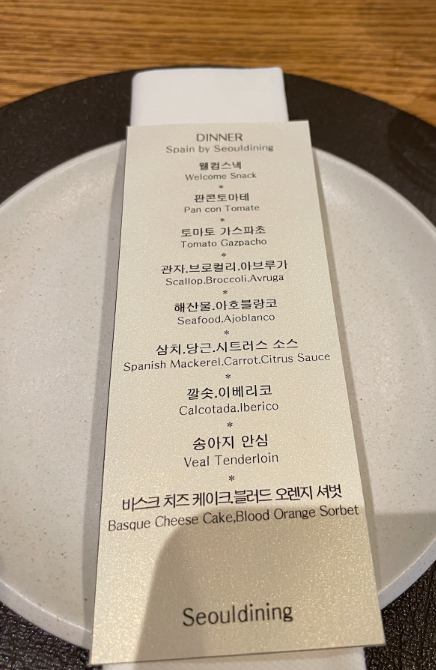 DINNER
Spain by Seouldining
웰컴스낵
Welcome Snack
*
판콘토마테
Pan con Tomate
*
토마토 가스파초
Tomato Gazpacho
*
관자.브로컬리.아브루가
Scallop.Broccoli.Avruga
*
해산물.아호블랑코
Seafood.Ajoblanco
*
삼치.당근.시트러스 소스
Spanish Mackerel.Carrot.Citrus Sauce
*
깔솟.이베리코
Calcotada.Iberico
*
송아지 안심
Veal Tenderloin
*
바스크 치즈 케이크.블러드 오렌지 셔벗
Basque Cheese Cake.Blood Orange Sorbet
Seouldining